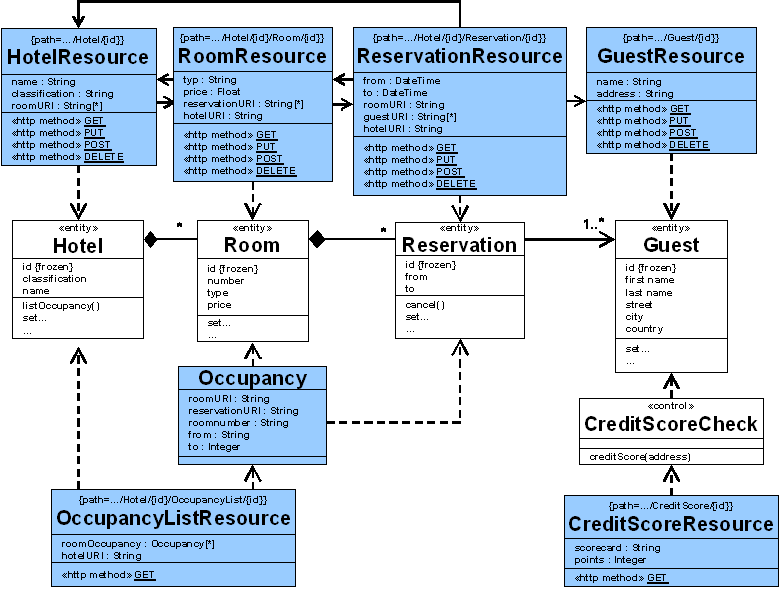 {path=.../Hotel/{id}}
HotelResource
name : String
classification : String
roomURI : String[*]
«http method» GET
«http method» PUT
«http method» POST
«http method» DELETE
{path=.../Hotel/{id}/Room/{id}}
RoomResource
typ : String
price : Float
reservationURI : String[*]
hotelURI : String
«http method» GET
«http method» PUT
«http method» POST
«http method» DELETE
{path=.../Hotel/{id}/Reservation/{id}}
ReservationResource
from : DateTime
to : DateTime
roomURI : String
guestURI : String[*]
hotelURI : String
«http method» GET
«http method» PUT
«http method» POST
«http method» DELETE
{path=.../Guest/{id}}
GuestResource
name : String
address : String
«http method» GET
«http method» PUT
«http method» POST
«http method» DELETE
«entity»
Hotel
id {frozen}
classification
name
listOccupancy()
set...
...
*
«entity»
Room
id {frozen}
number
type
price
set...
...
*
«entity»
Reservation
id {frozen}
from
to
cancel()
set...
...
1..*
«entity»
Guest
id {frozen}
first name
last name
street
city
country
set...
...
Occupancy
roomURI : String
reservationURI : String
roomnumber : String
from : String
to : Integer
«control»
CreditScoreCheck
creditScore(address)
{path=.../Hotel/{id}/OccupancyList/{id}}
OccupancyListResource
roomOccupancy : Occupancy[*]
hotelURI : String
«http method» GET
{path=.../CreditScore/{id}}
CreditScoreResource
scorecard : String
points : Integer
«http method» GET